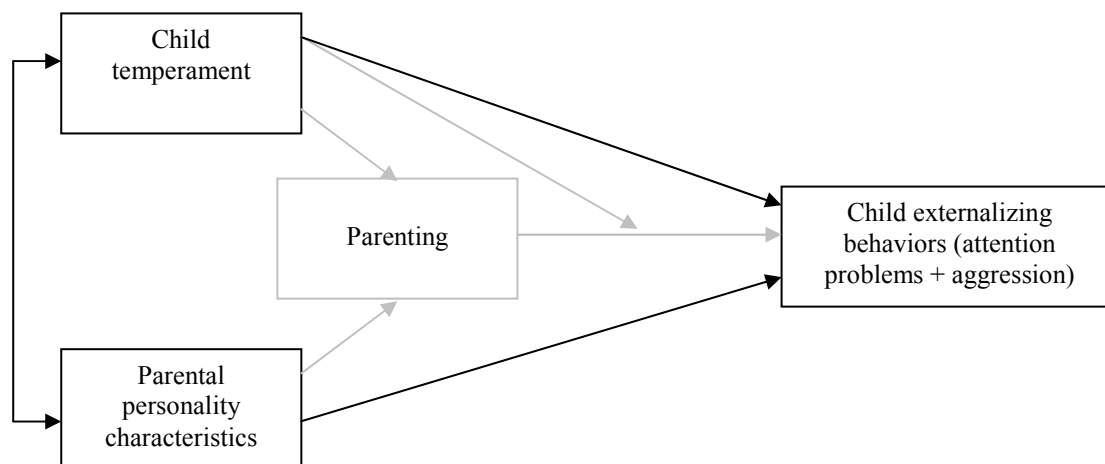 Child
temperament
Parenting
Child externalizing
behaviors (attention
problems + aggression)
Parental
personality
characteristics